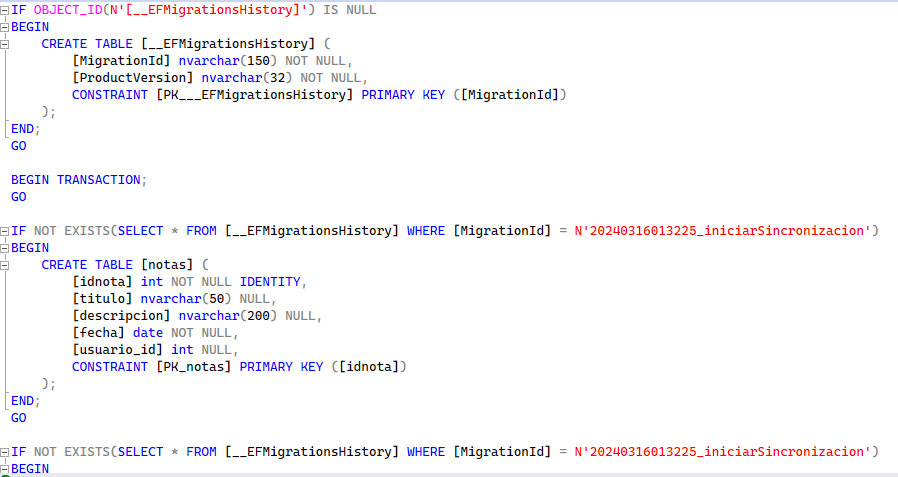 IF OBJECT_ID(N'[__EFMigrationsHistory]') IS NULL
BEGIN
    CREATE TABLE [__EFMigrationsHistory] (
        [MigrationId] nvarchar(150) NOT NULL,
        [ProductVersion] nvarchar(32) NOT NULL,
        CONSTRAINT [PK___EFMigrationsHistory] PRIMARY KEY ([MigrationId])
    );
END;
GO

BEGIN TRANSACTION;
GO

IF NOT EXISTS(SELECT * FROM [__EFMigrationsHistory] WHERE [MigrationId] = N'20240316013225_iniciarSincronizacion')
BEGIN
    CREATE TABLE [notas] (
        [idnota] int NOT NULL IDENTITY,
        [titulo] nvarchar(50) NULL,
        [descripcion] nvarchar(200) NULL,
        [fecha] date NOT NULL,
        [usuario_id] int NULL,
        CONSTRAINT [PK_notas] PRIMARY KEY ([idnota])
    );
END;
GO

IF NOT EXISTS(SELECT * FROM [__EFMigrationsHistory] WHERE [MigrationId] = N'20240316013225_iniciarSincronizacion')
BEGIN